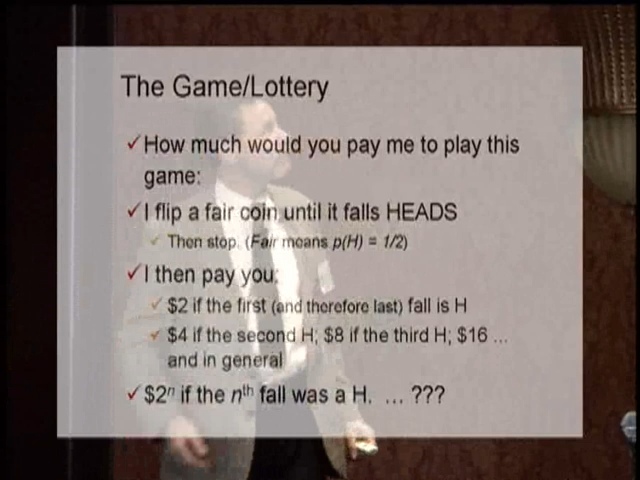 The Game/Lottery
✓How much would you pay me to play this
game:
✓I flip a fair coin until it falls HEADS
✓ Then stop. (Fair means p(H) = 1/2)
✓I then pay you:
✓ $2 if the first (and therefore last) fall is H
✓ $4 if the second H; $8 if the third H; $16 ...
and in general
✓ $2ⁿ if the nᵗʰ fall was a H. ... ???